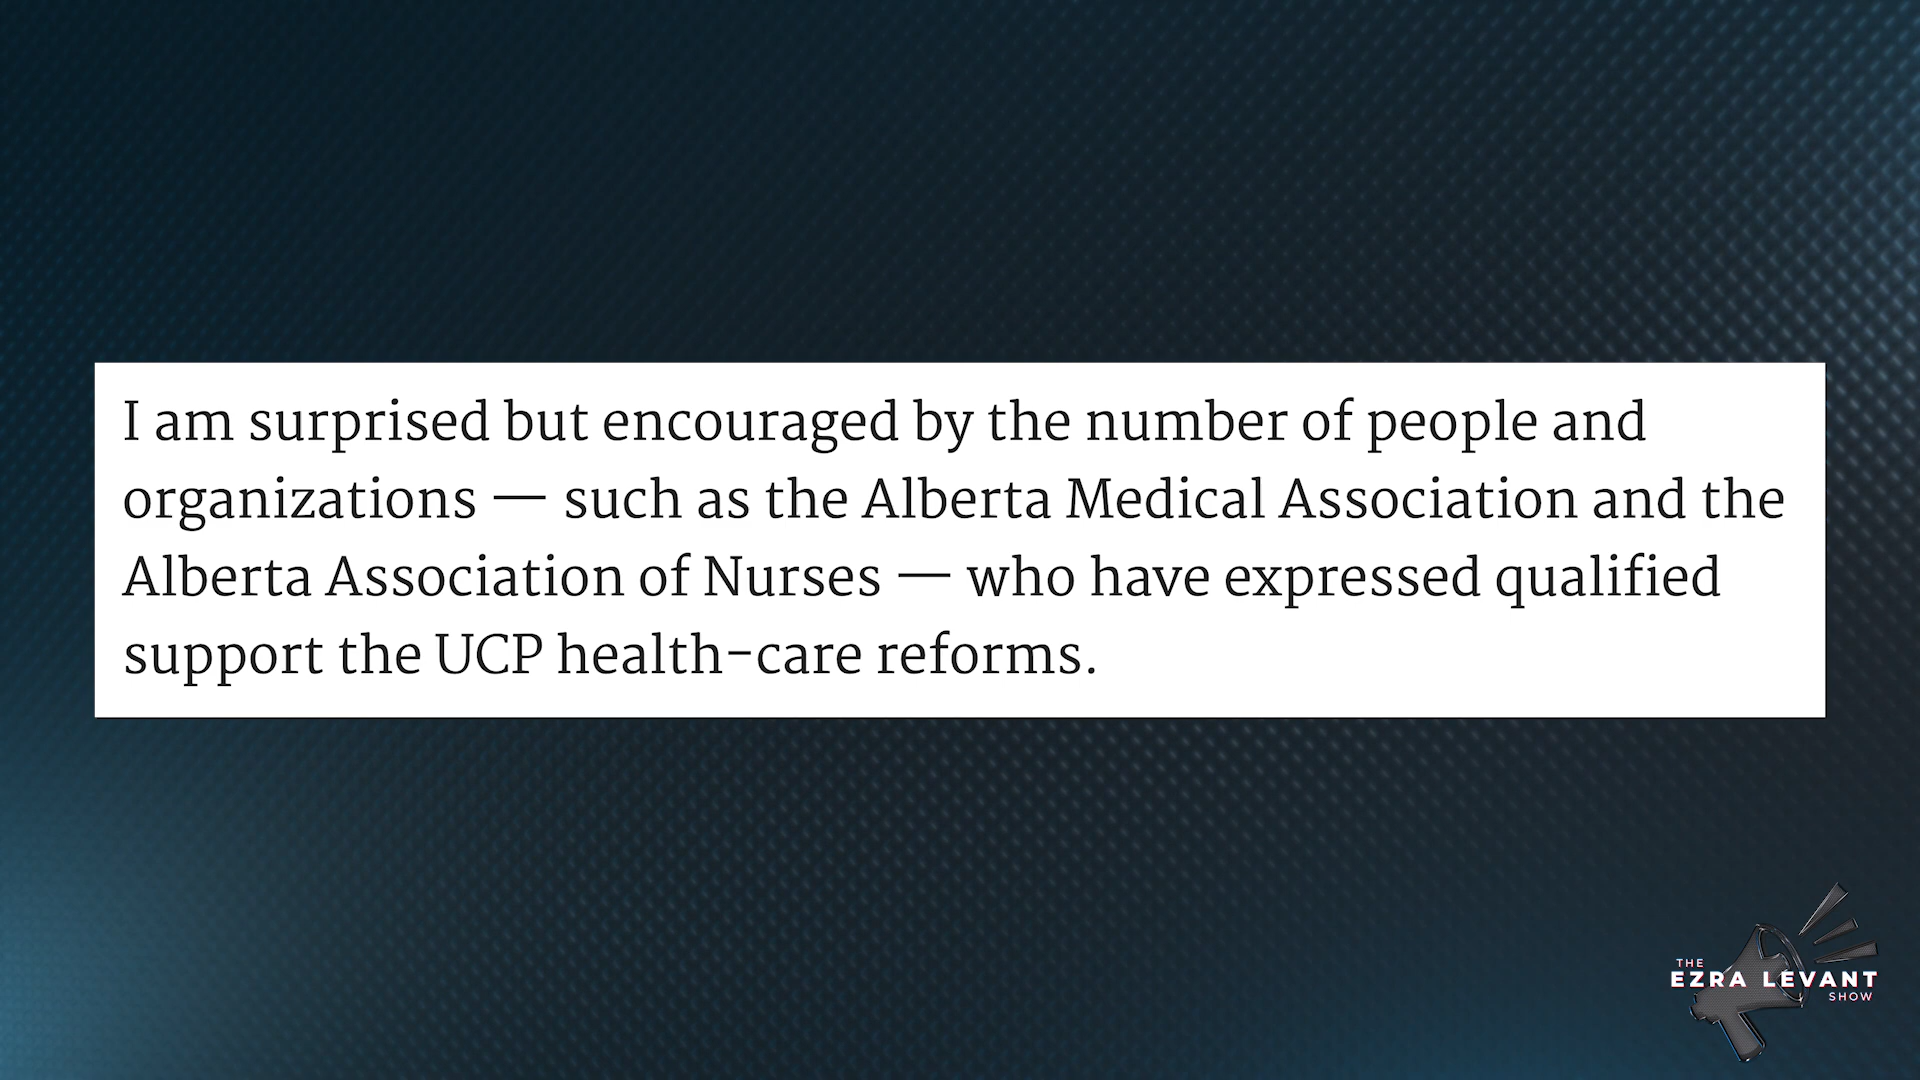 I am surprised but encouraged by the number of people and
organizations — such as the Alberta Medical Association and the
Alberta Association of Nurses — who have expressed qualified
support the UCP health-care reforms.
THE
EZRA LEVANT
SHOW